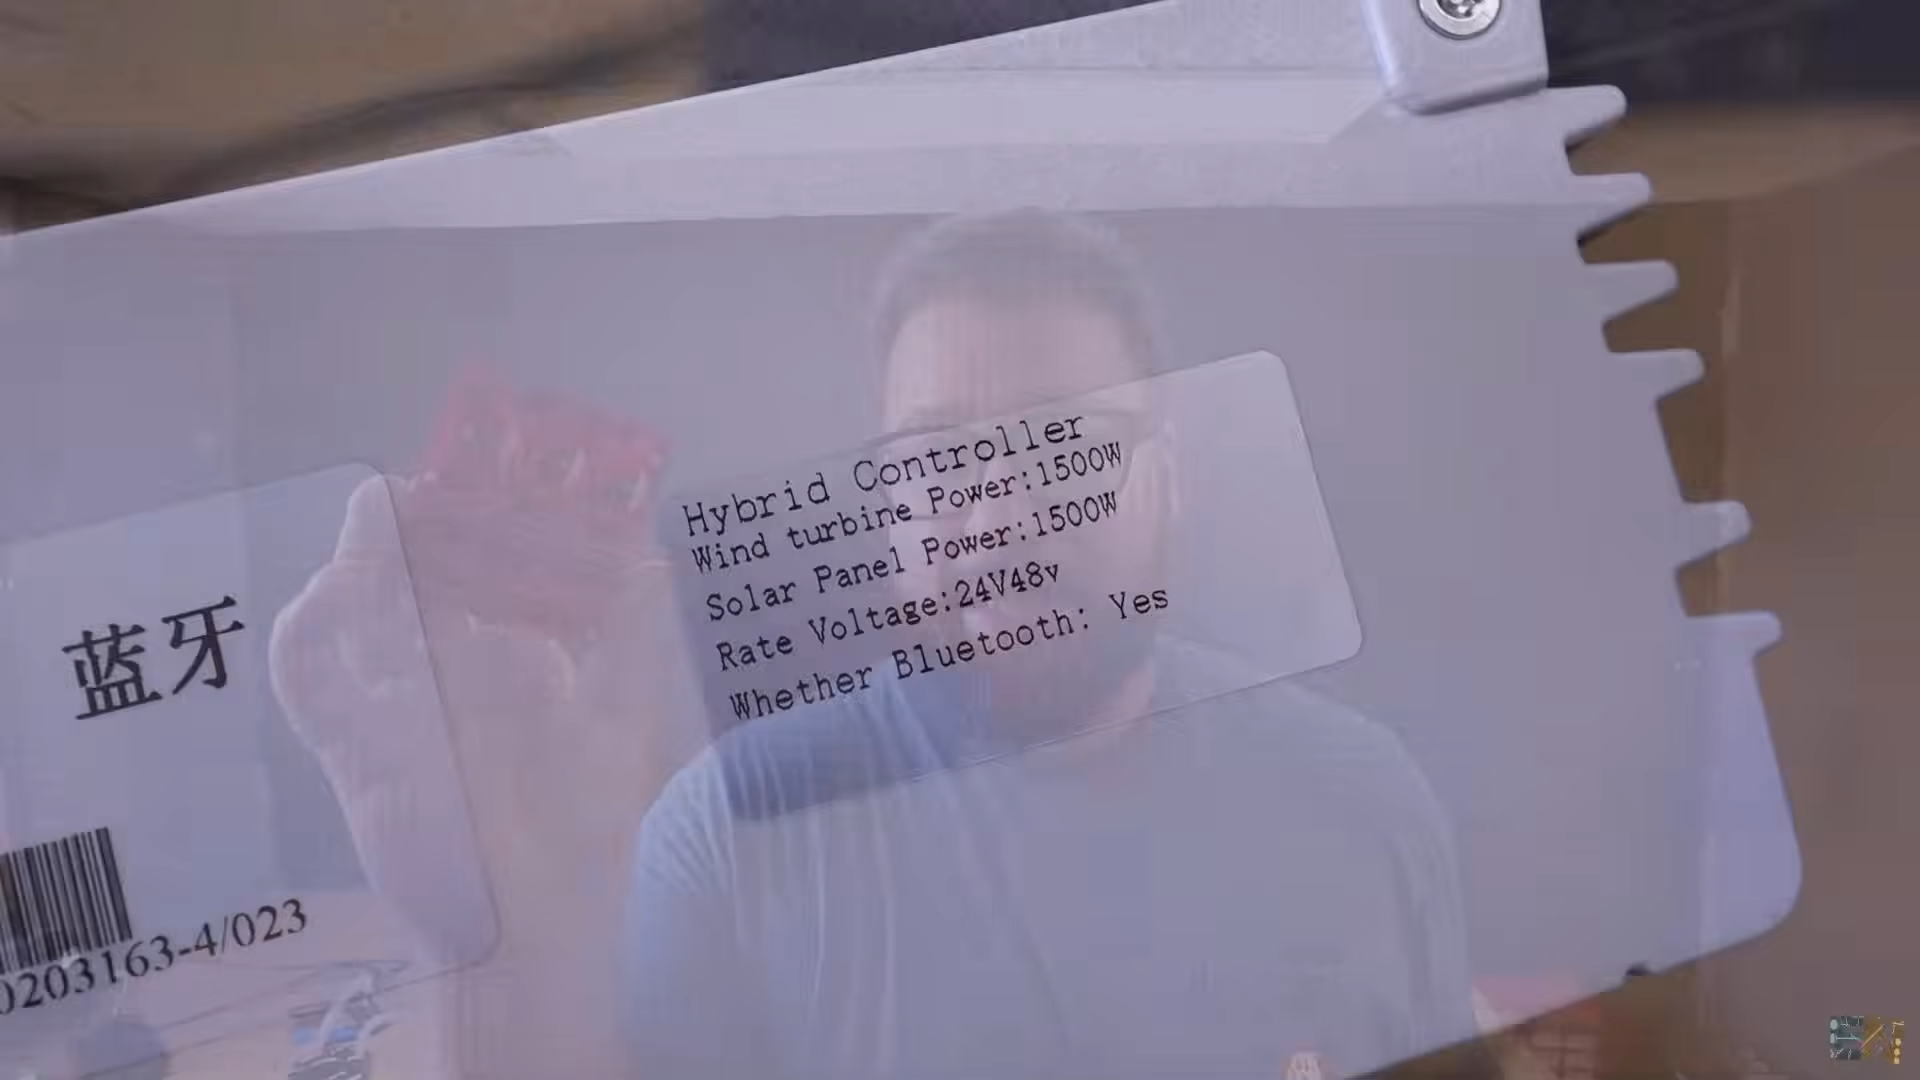 Hybrid Controller
Wind turbine Power:1500W
Solar Panel Power:1500W
Rate Voltage:24V48v
Whether Bluetooth: Yes
蓝牙
0203163-4/023